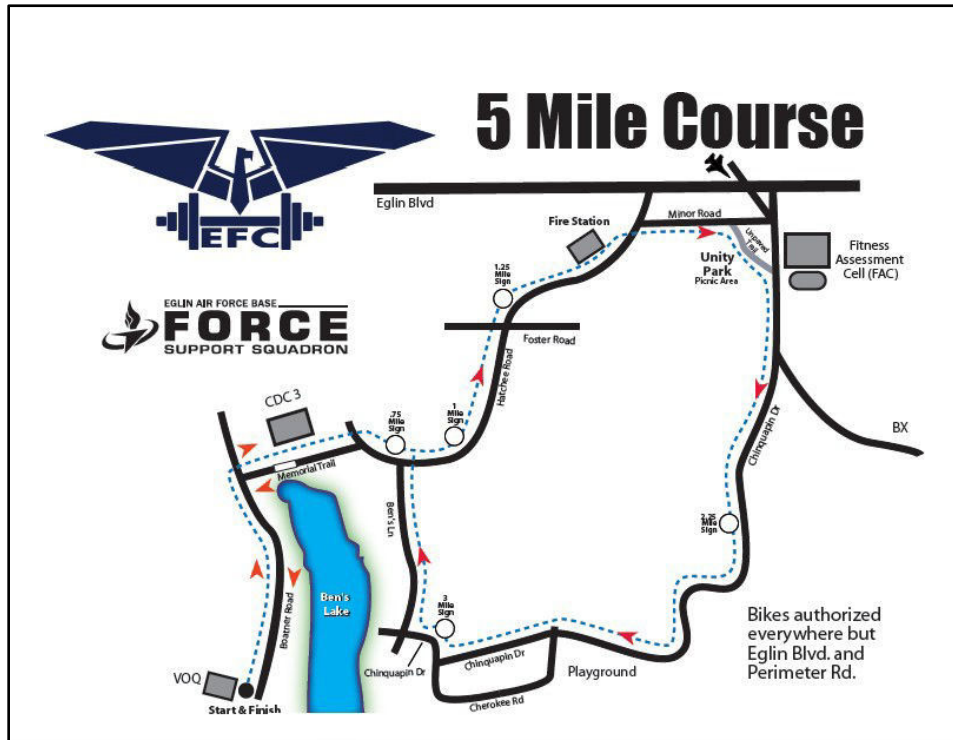 5 Mile Course
EFC
EGLIN AIR FORCE BASE
FORCE
SUPPORT SQUADRON
Eglin Blvd
Fire Station
Minor Road
Unpaved
Trail
Unity
Park
Picnic Area
Fitness
Assessment
Cell (FAC)
1.25
Mile
Sign
Foster Road
Hatchee Road
CDC 3
.75
Mile
Sign
1
Mile
Sign
Memorial Trail
Chinquapin Dr
BX
Ben's Ln
2.25
Mile
Sign
Ben's
Lake
Boatner Road
3
Mile
Sign
Bikes authorized
everywhere but
Eglin Blvd. and
Perimeter Rd.
VOQ
Start & Finish
Chinquapin Dr
Chinquapin Dr
Playground
Cherokee Rd